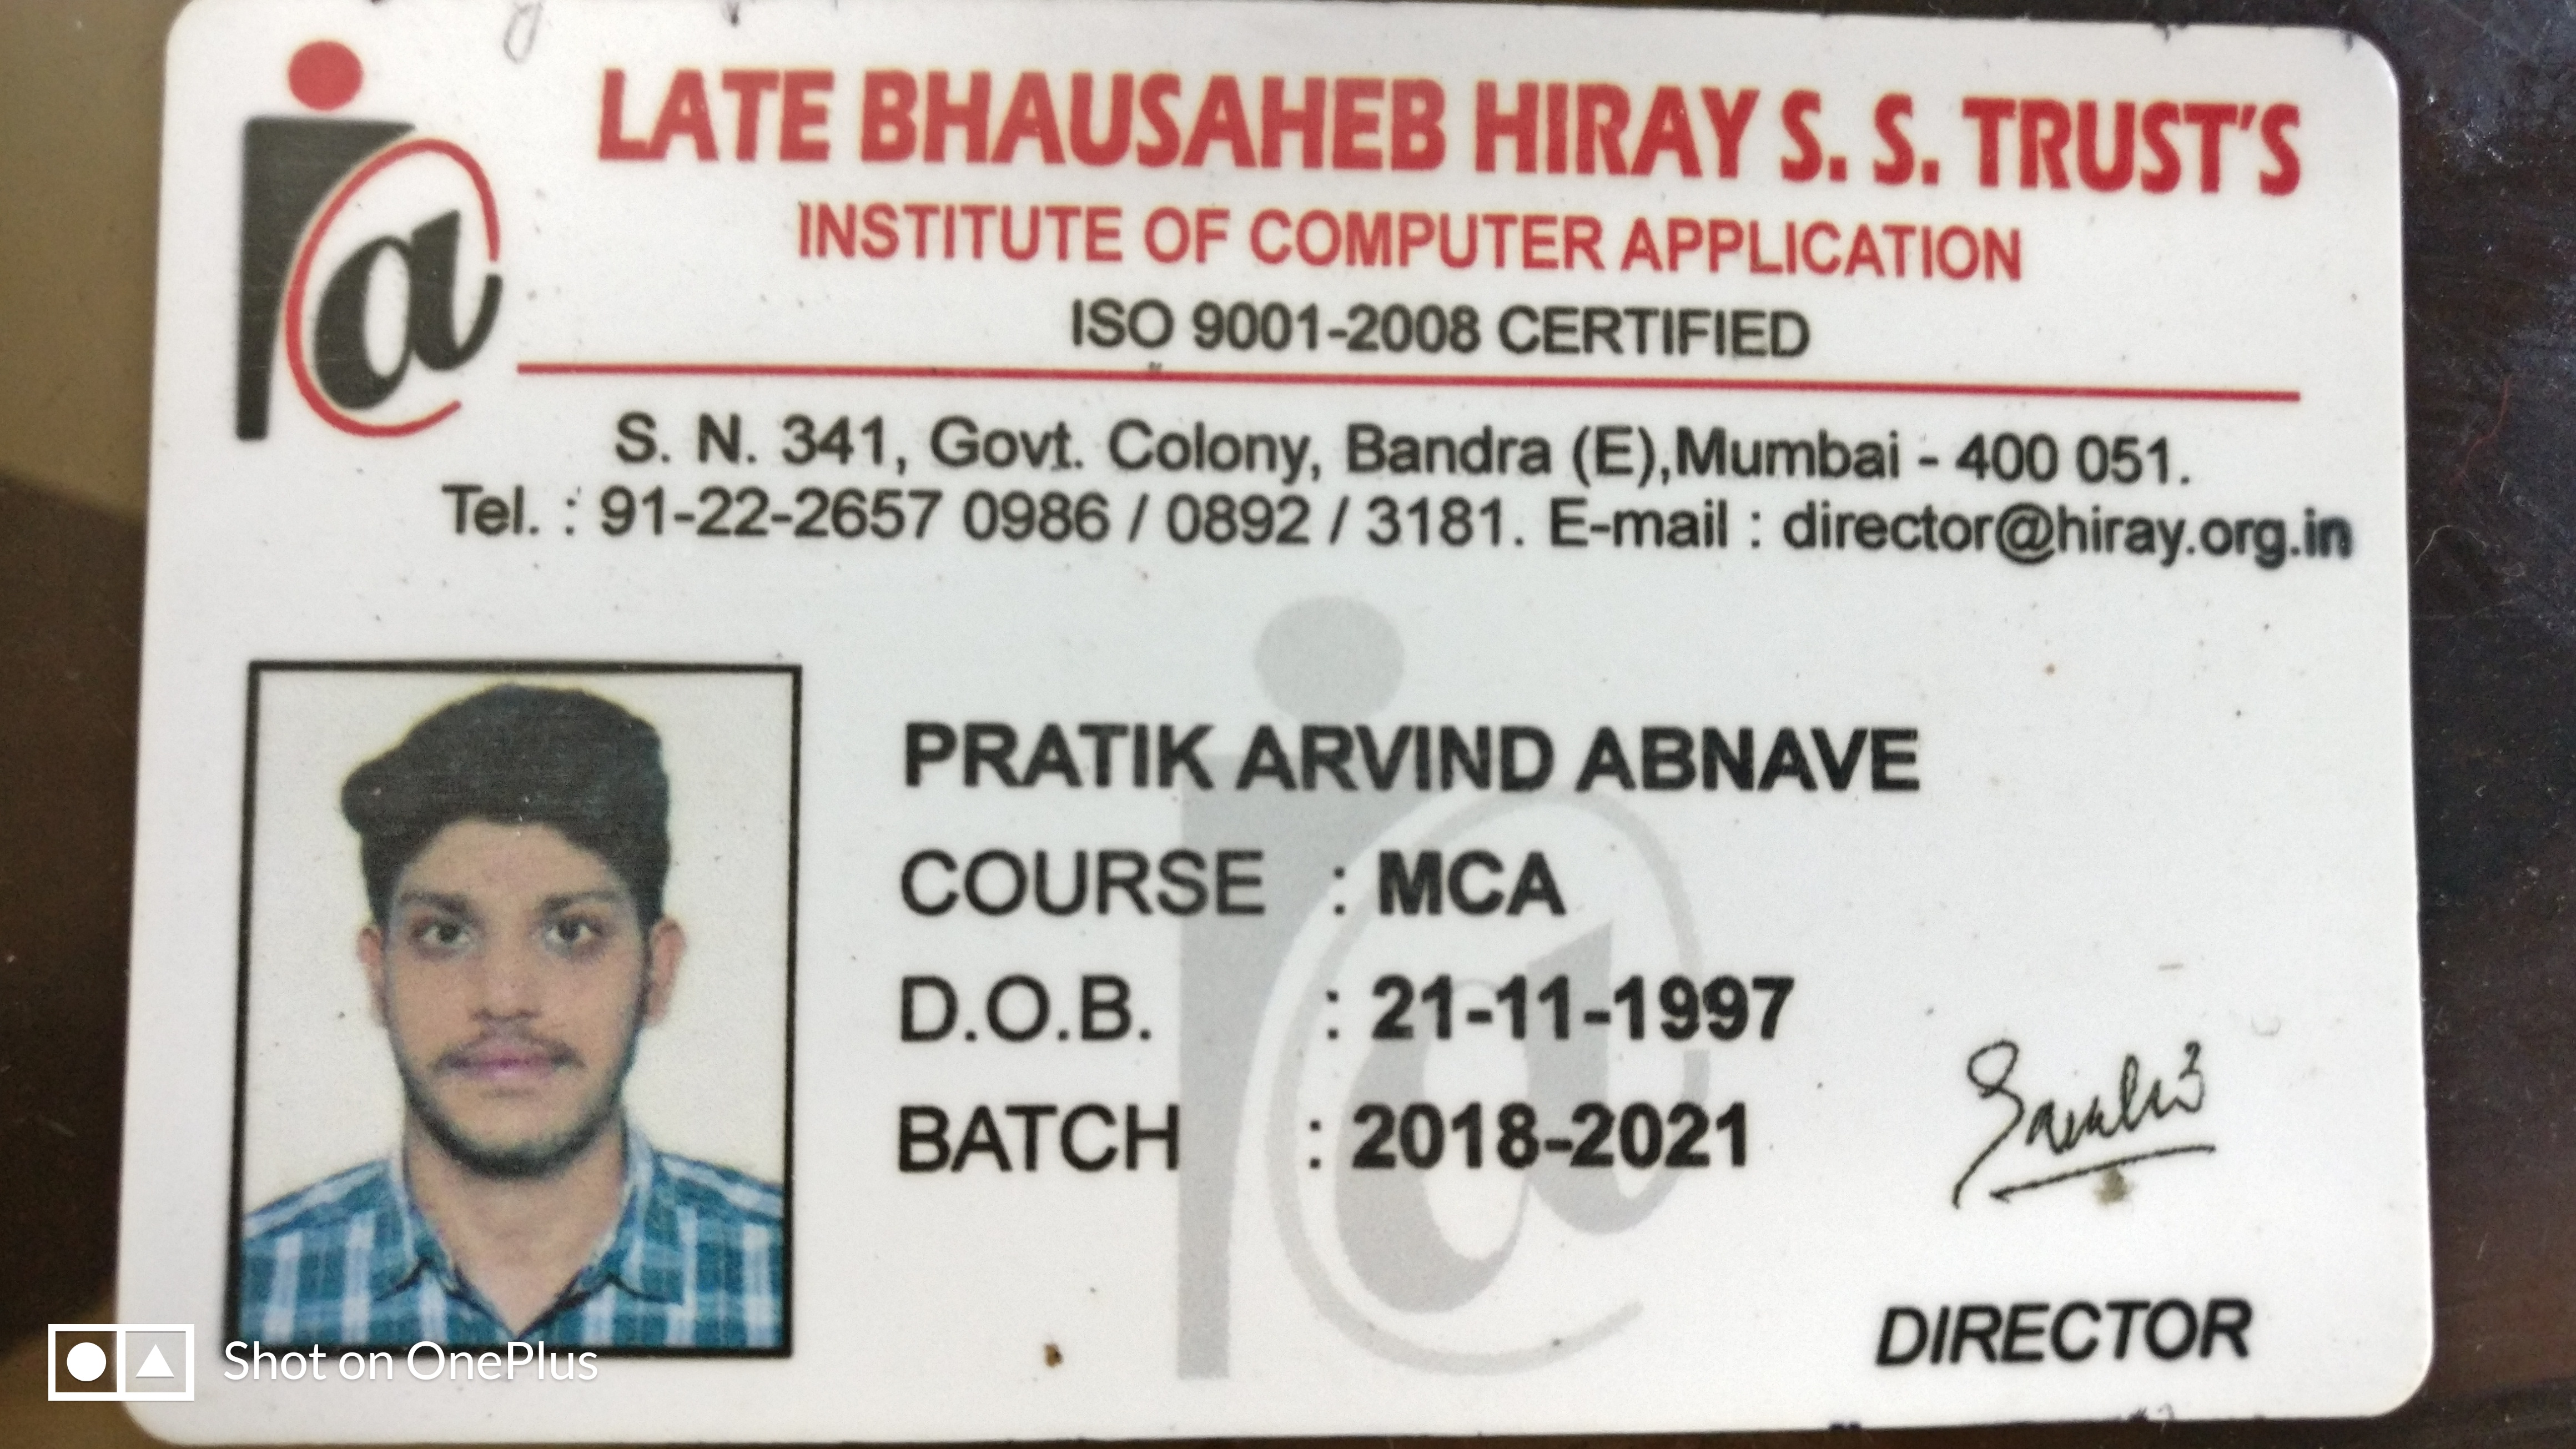 LATE BHAUSAHEB HIRAY S. S. TRUST'S
INSTITUTE OF COMPUTER APPLICATION
ISO 9001-2008 CERTIFIED
S. N. 341, Govt. Colony, Bandra (E),Mumbai - 400 051.
Tel. : 91-22-2657 0986 / 0892 / 3181. E-mail : director@hiray.org.in
PRATIK ARVIND ABNAVE
COURSE : MCA
D.O.B. : 21-11-1997
BATCH : 2018-2021
DIRECTOR
Shot on OnePlus